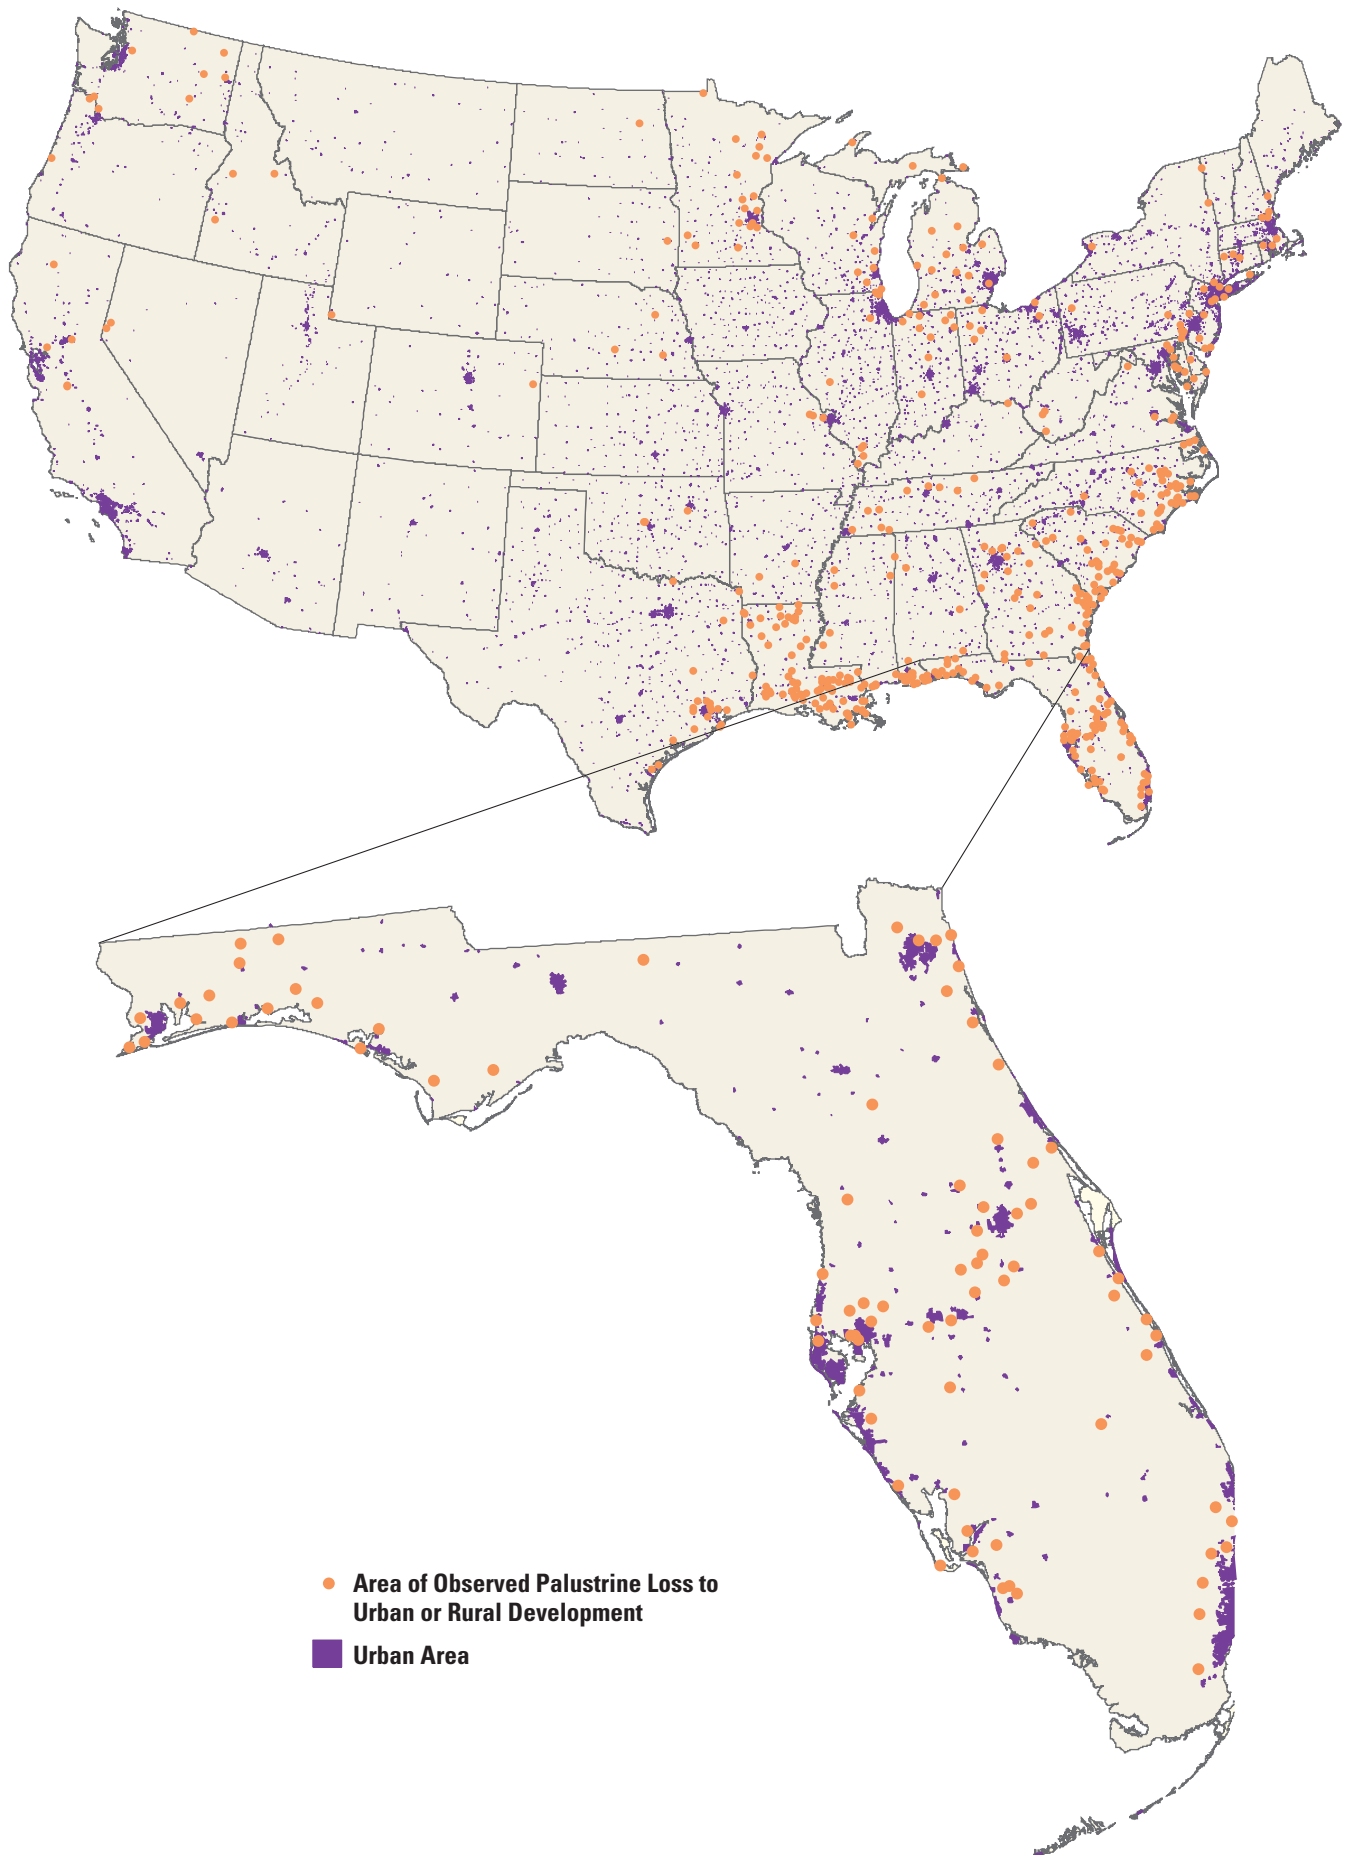 Area of Observed Palustrine Loss to
Urban or Rural Development
Urban Area